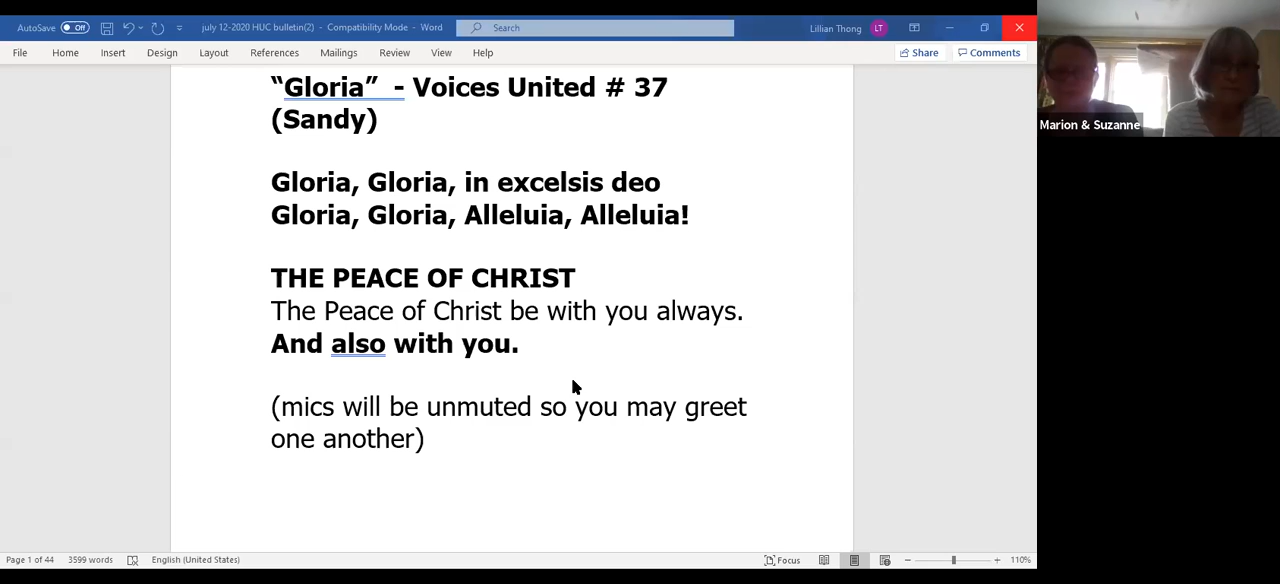 AutoSave Off july 12-2020 HUC bulletin(2) - Compatibility Mode - Word Search Lillian Thong LT
File Home Insert Design Layout References Mailings Review View Help Share Comments
“Gloria” - Voices United # 37
(Sandy)
Marion & Suzanne
Gloria, Gloria, in excelsis deo
Gloria, Gloria, Alleluia, Alleluia!
THE PEACE OF CHRIST
The Peace of Christ be with you always.
And also with you.
(mics will be unmuted so you may greet
one another)
Page 1 of 44 3599 words English (United States) Focus 110%